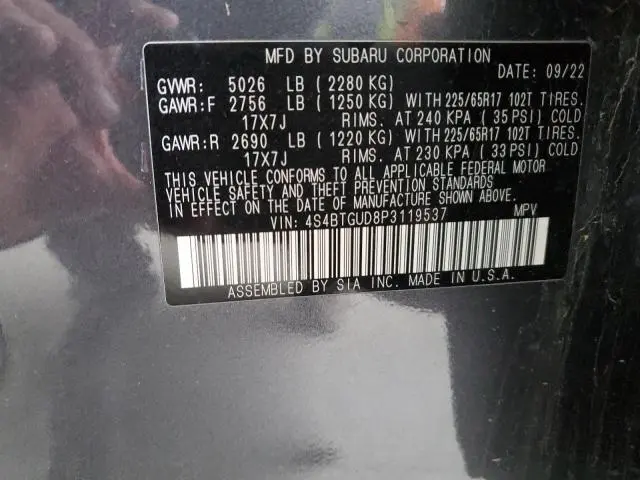 MFD BY SUBARU CORPORATION
DATE: 09/22
GVWR: 5026 LB ( 2280 KG)
GAWR:F 2756 LB ( 1250 KG) WITH 225/65R17 102T TIRES.
17X7J RIMS. AT 240 KPA ( 35 PSI) COLD
GAWR:R 2690 LB ( 1220 KG) WITH 225/65R17 102T TIRES.
17X7J RIMS. AT 230 KPA ( 33 PSI) COLD
THIS VEHICLE CONFORMS TO ALL APPLICABLE FEDERAL MOTOR
VEHICLE SAFETY AND THEFT PREVENTION STANDARDS
IN EFFECT ON THE DATE OF MANUFACTURE SHOWN ABOVE.
VIN: 4S4BTGUD8P3119537 MPV
ASSEMBLED BY SIA INC. MADE IN U.S.A.